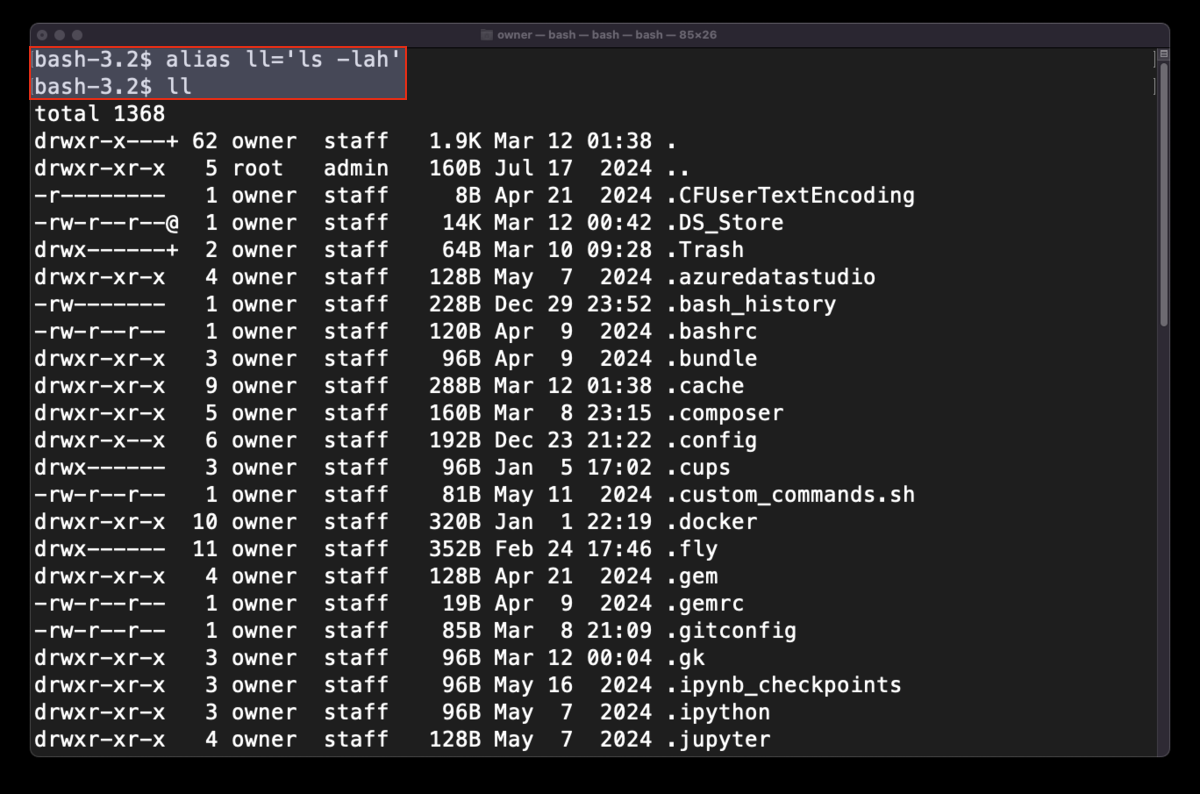 owner — bash — bash — bash — 85×26
[bash-3.2$ alias ll='ls -lah' ]
[bash-3.2$ ll ]
total 1368
drwxr-x---+ 62 owner  staff   1.9K Mar 12 01:38 .
drwxr-xr-x   5 root   admin   160B Jul 17  2024 ..
-r--------   1 owner  staff     8B Apr 21  2024 .CFUserTextEncoding
-rw-r--r--@  1 owner  staff    14K Mar 12 00:42 .DS_Store
drwx------+  2 owner  staff    64B Mar 10 09:28 .Trash
drwxr-xr-x   4 owner  staff   128B May  7  2024 .azuredatastudio
-rw-------   1 owner  staff   228B Dec 29 23:52 .bash_history
-rw-r--r--   1 owner  staff   120B Apr  9  2024 .bashrc
drwxr-xr-x   3 owner  staff    96B Apr  9  2024 .bundle
drwxr-xr-x   9 owner  staff   288B Mar 12 01:38 .cache
drwxr-xr-x   5 owner  staff   160B Mar  8 23:15 .composer
drwxr-x--x   6 owner  staff   192B Dec 23 21:22 .config
drwx------   3 owner  staff    96B Jan  5 17:02 .cups
-rw-r--r--   1 owner  staff    81B May 11  2024 .custom_commands.sh
drwxr-xr-x  10 owner  staff   320B Jan  1 22:19 .docker
drwx------  11 owner  staff   352B Feb 24 17:46 .fly
drwxr-xr-x   4 owner  staff   128B Apr 21  2024 .gem
-rw-r--r--   1 owner  staff    19B Apr  9  2024 .gemrc
-rw-r--r--   1 owner  staff    85B Mar  8 21:09 .gitconfig
drwxr-xr-x   3 owner  staff    96B Mar 12 00:04 .gk
drwxr-xr-x   3 owner  staff    96B May 16  2024 .ipynb_checkpoints
drwxr-xr-x   3 owner  staff    96B May  7  2024 .ipython
drwxr-xr-x   4 owner  staff   128B May  7  2024 .jupyter